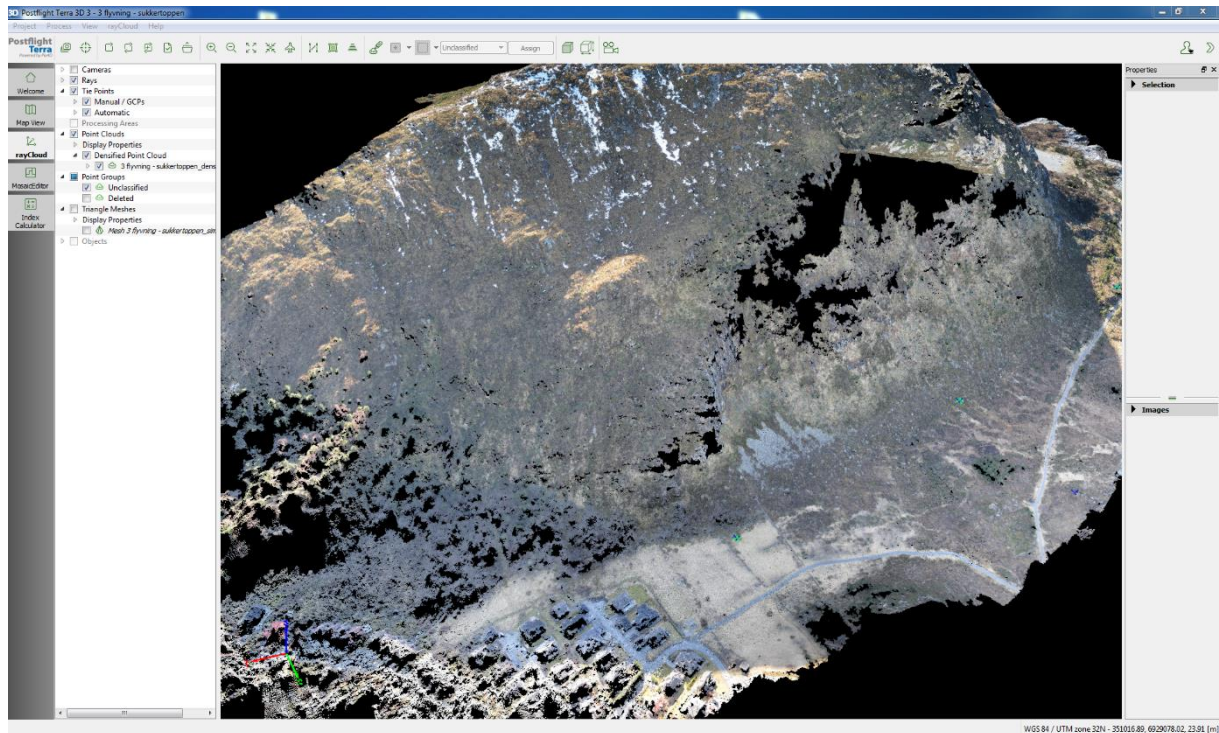 Postflight Terra 3D 3 - 3 flyvning - sukkertoppen
Project Process View rayCloud Help
Postflight
Terra
Unclassified Assign
Welcome
Map View
rayCloud
MosaicEditor
Index
Calculator
Cameras
Rays
Tie Points
Manual / GCPs
Automatic
Processing Areas
Point Clouds
Display Properties
Densified Point Cloud
3 flyvning - sukkertoppen_dens
Point Groups
Unclassified
Deleted
Triangle Meshes
Display Properties
Mesh 3 flyvning - sukkertoppen_sim
Objects
Properties
Selection
Images
WGS 84 / UTM zone 32N - 351016.89, 6929078.02, 23.91 [m]